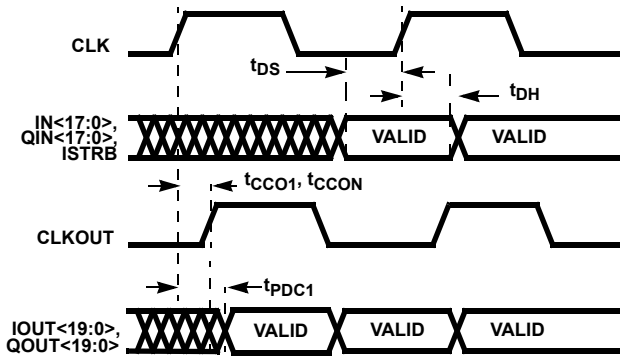 CLK
tDS
tDH
IN<17:0>,
QIN<17:0>,
ISTRB
VALID VALID
tCCO1, tCCON
CLKOUT
tPDC1
IOUT<19:0>,
QOUT<19:0>
VALID VALID VALID